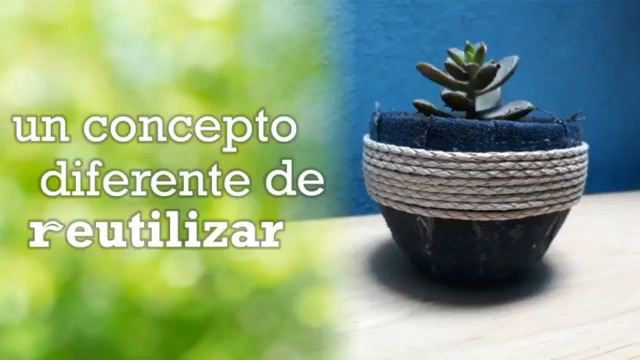 un concepto
diferente de
reutilizar